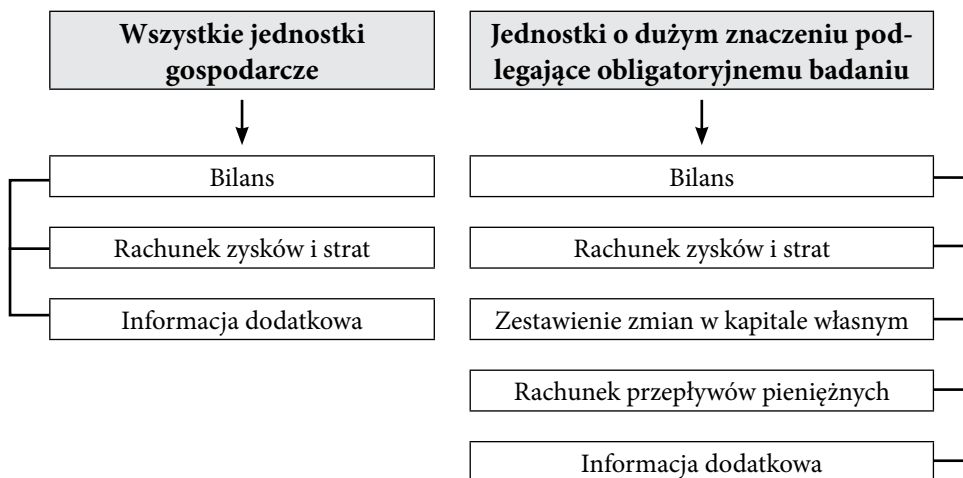 Wszystkie jednostki
gospodarcze
Bilans
Rachunek zysków i strat
Informacja dodatkowa
Jednostki o dużym znaczeniu pod-
legające obligatoryjnemu badaniu
Bilans
Rachunek zysków i strat
Zestawienie zmian w kapitale własnym
Rachunek przepływów pieniężnych
Informacja dodatkowa